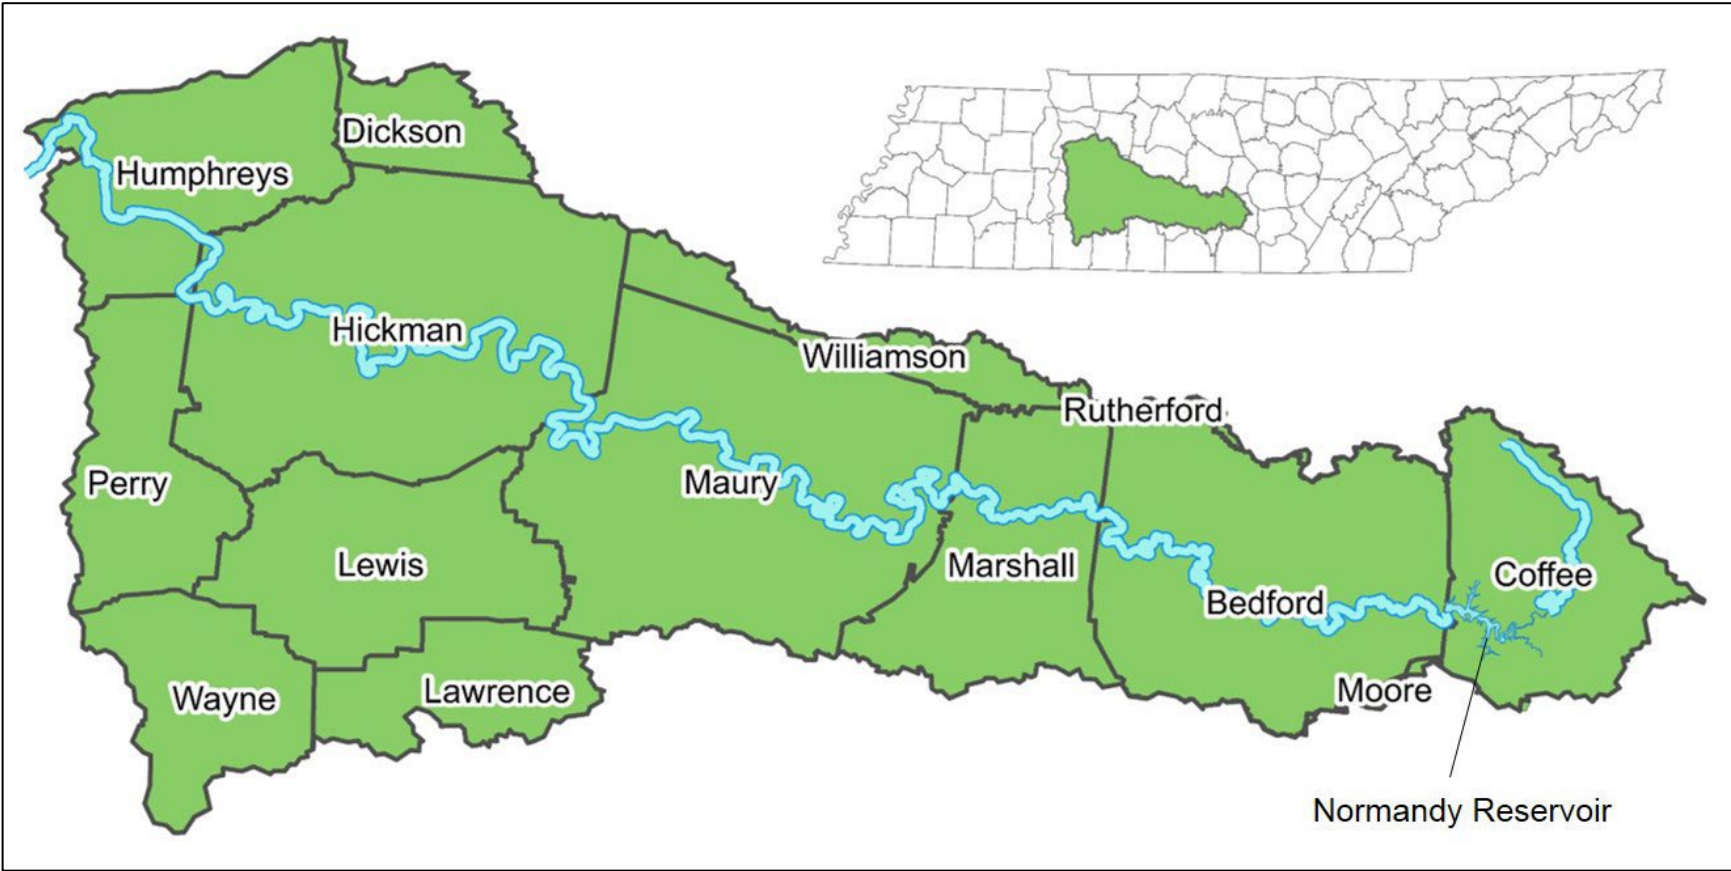 Dickson
Humphreys
Hickman
Williamson
Rutherford
Perry
Maury
Lewis
Marshall
Coffee
Bedford
Wayne
Lawrence
Moore
Normandy Reservoir